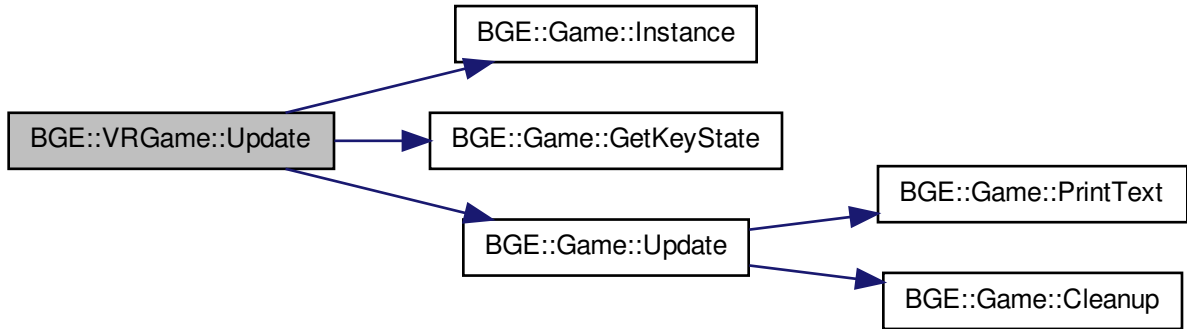 BGE::Game::Instance
BGE::VRGame::Update
BGE::Game::GetKeyState
BGE::Game::PrintText
BGE::Game::Update
BGE::Game::Cleanup